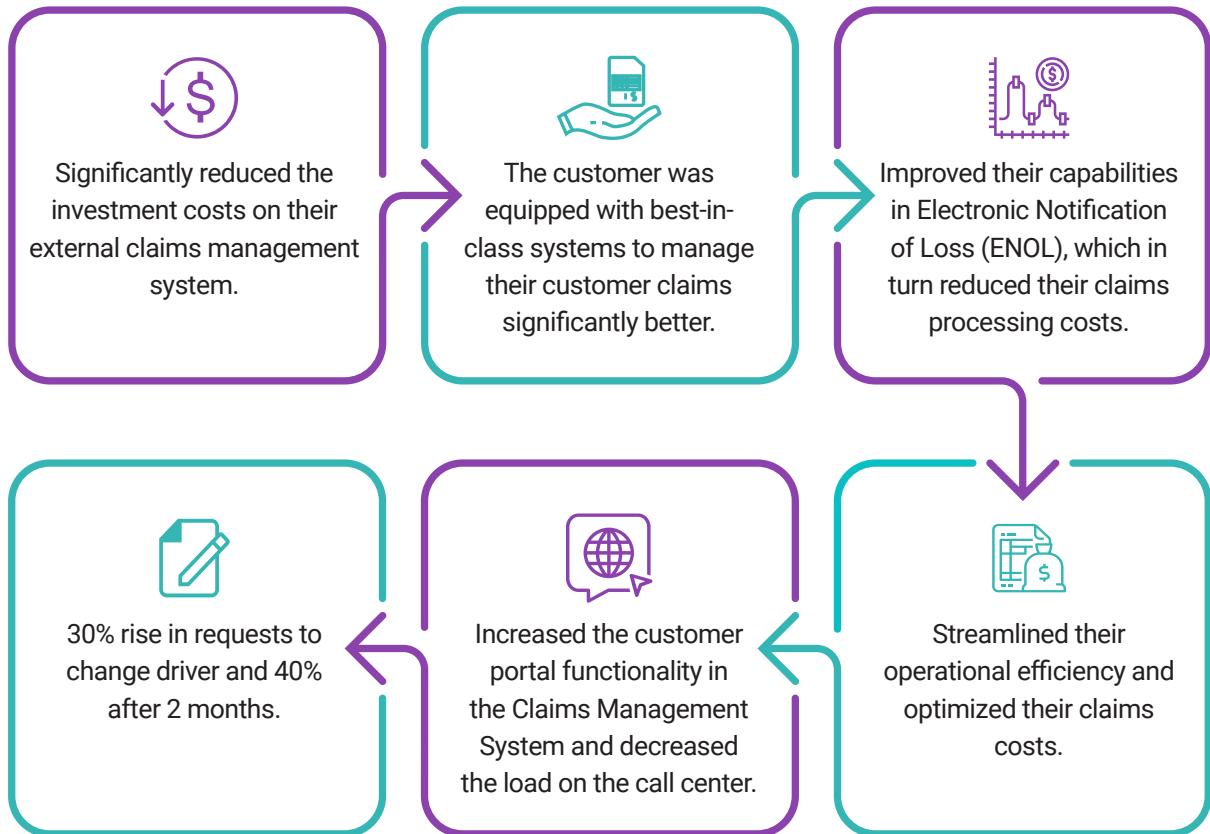 Significantly reduced the
investment costs on their
external claims management
system.
The customer was
equipped with best-in-
class systems to manage
their customer claims
significantly better.
Improved their capabilities
in Electronic Notification
of Loss (ENOL), which in
turn reduced their claims
processing costs.
Streamlined their
operational efficiency and
optimized their claims
costs.
Increased the customer
portal functionality in
the Claims Management
System and decreased
the load on the call center.
30% rise in requests to
change driver and 40%
after 2 months.